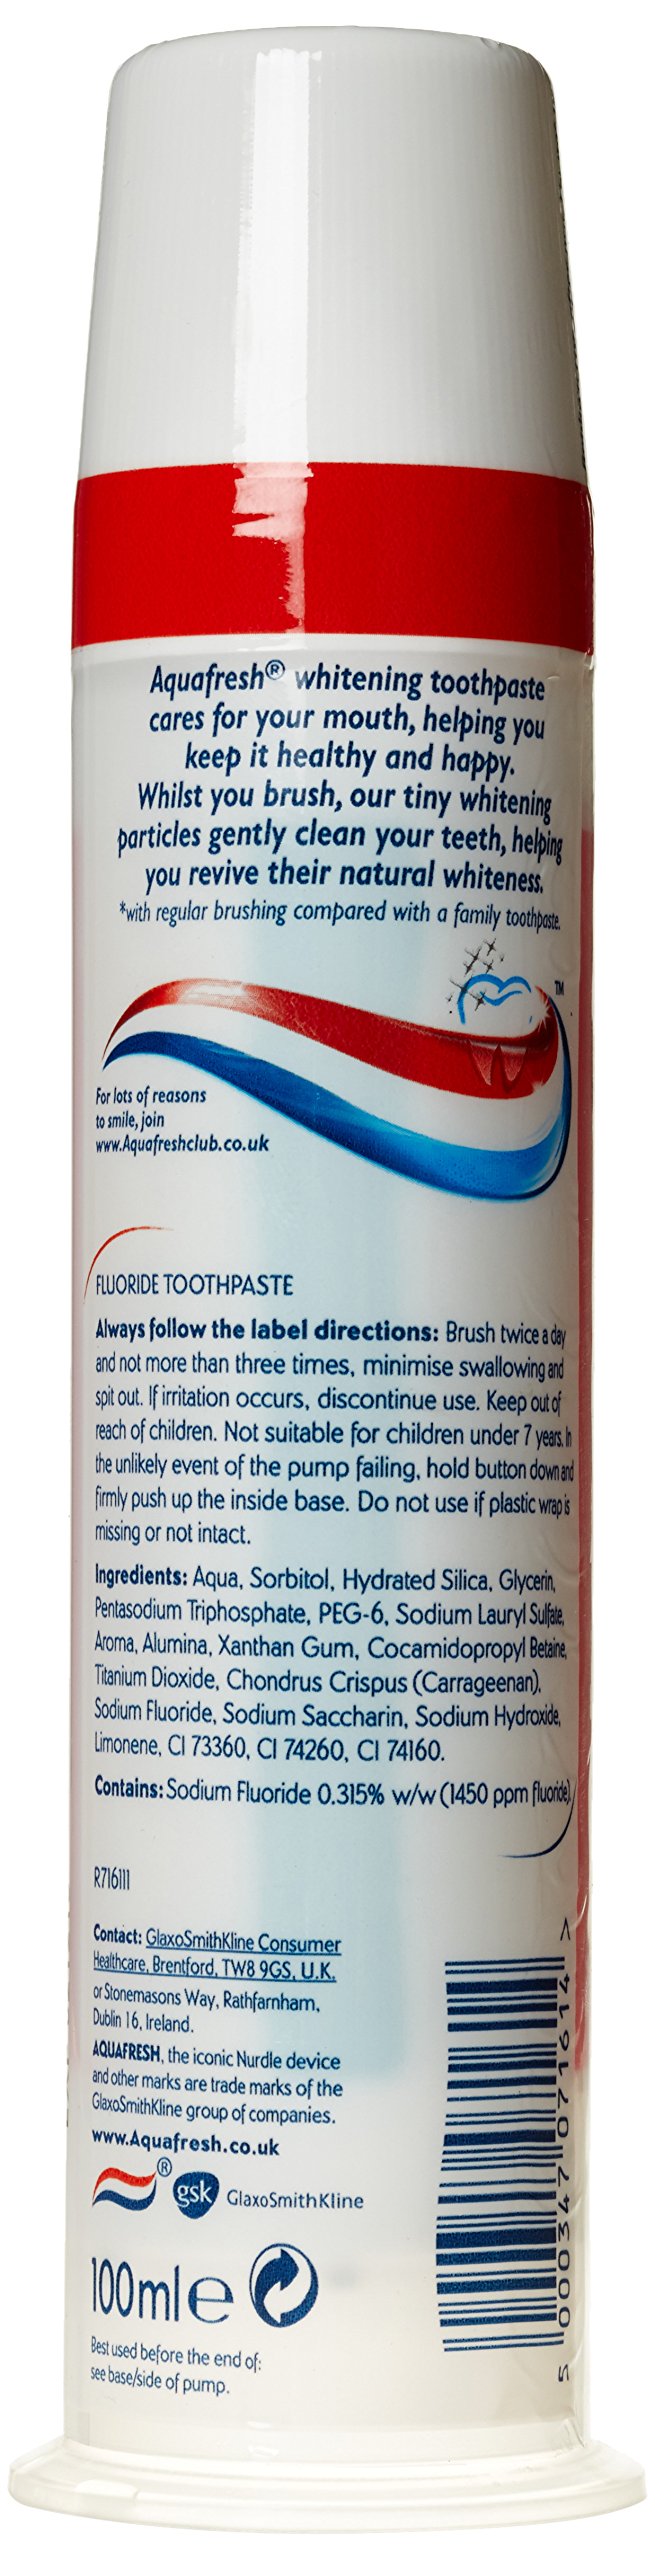 Aquafresh® whitening toothpaste
cares for your mouth, helping you
keep it healthy and happy.
Whilst you brush, our tiny whitening
particles gently clean your teeth, helping
you revive their natural whiteness.
*with regular brushing compared with a family toothpaste.
TM
For lots of reasons
to smile, join
www.Aquafreshclub.co.uk
FLUORIDE TOOTHPASTE
Always follow the label directions: Brush twice a day
and not more than three times, minimise swallowing and
spit out. If irritation occurs, discontinue use. Keep out of
reach of children. Not suitable for children under 7 years. In
the unlikely event of the pump failing, hold button down and
firmly push up the inside base. Do not use if plastic wrap is
missing or not intact.
Ingredients: Aqua, Sorbitol, Hydrated Silica, Glycerin,
Pentasodium Triphosphate, PEG-6, Sodium Lauryl Sulfate,
Aroma, Alumina, Xanthan Gum, Cocamidopropyl Betaine,
Titanium Dioxide, Chondrus Crispus (Carrageenan),
Sodium Fluoride, Sodium Saccharin, Sodium Hydroxide,
Limonene, CI 73360, CI 74260, CI 74160.
Contains: Sodium Fluoride 0.315% w/w (1450 ppm fluoride)
R716111
Contact: GlaxoSmithKline Consumer
Healthcare, Brentford, TW8 9GS, U.K.
or Stonemasons Way, Rathfarnham,
Dublin 16, Ireland.
AQUAFRESH, the iconic Nurdle device
and other marks are trade marks of the
GlaxoSmithKline group of companies.
www.Aquafresh.co.uk
® gsk GlaxoSmithKline
100ml e
Best used before the end of:
see base/side of pump.
5 000347 071614 >